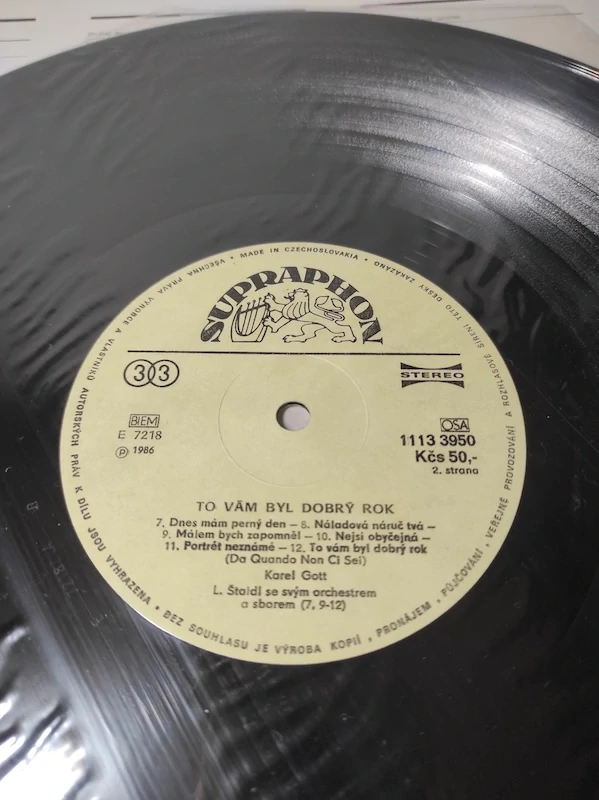 SUPRAPHON
33
STEREO
BIEM
E 7218
Ⓟ 1986
OSA
1113 3950
Kčs 50,-
2. strana
TO VÁM BYL DOBRÝ ROK
7. Dnes mám perný den – 8. Náladová náruč tvá –
9. Málem bych zapomněl – 10. Nejsi obyčejná –
11. Portrét neznámé – 12. To vám byl dobrý rok
(Da Quando Non Ci Sei)
Karel Gott
L. Štaidl se svým orchestrem
a sborem (7, 9-12)
MADE IN CZECHOSLOVAKIA • VŠECHNA PRÁVA VÝROBCE A VLASTNÍKŮ AUTORSKÝCH PRÁV K DÍLU JSOU VYHRAZENA • BEZ SOUHLASU JE VÝROBA KOPIÍ, PRONÁJEM, PŮJČOVÁNÍ, VEŘEJNÉ PROVOZOVÁNÍ A ROZHLASOVÉ ŠÍŘENÍ TÉTO DESKY ZAKÁZÁNO •